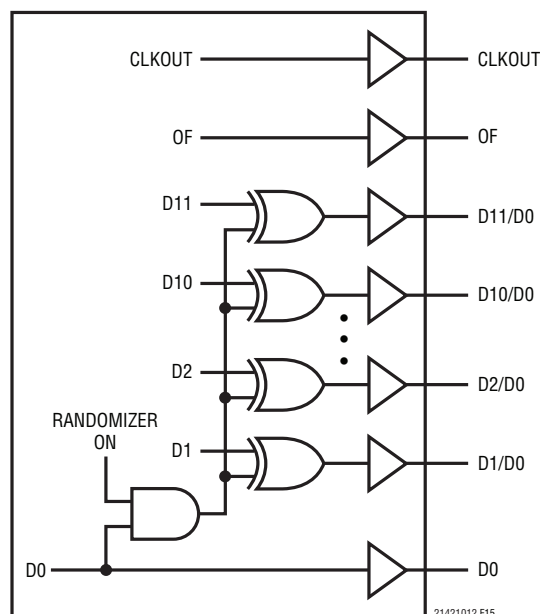 CLKOUT
CLKOUT
OF
OF
D11
D11/D0
D10
D10/D0
D2
D2/D0
RANDOMIZER
ON
D1
D1/D0
D0
D0
21421012 F15